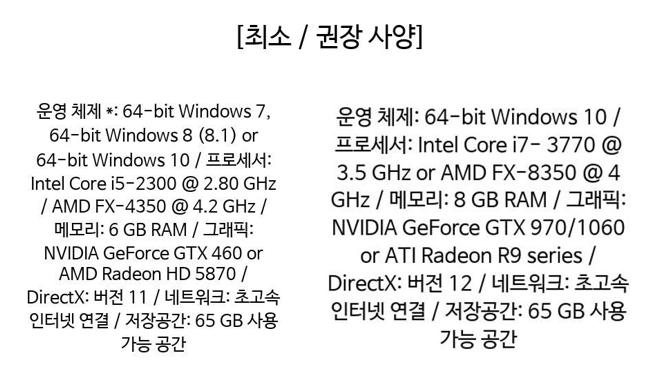 [최소 / 권장 사양]
운영 체제 *: 64-bit Windows 7,
64-bit Windows 8 (8.1) or
64-bit Windows 10 / 프로세서:
Intel Core i5-2300 @ 2.80 GHz
/ AMD FX-4350 @ 4.2 GHz /
메모리: 6 GB RAM / 그래픽:
NVIDIA GeForce GTX 460 or
AMD Radeon HD 5870 /
DirectX: 버전 11 / 네트워크: 초고속
인터넷 연결 / 저장공간: 65 GB 사용
가능 공간
운영 체제: 64-bit Windows 10 /
프로세서: Intel Core i7- 3770 @
3.5 GHz or AMD FX-8350 @ 4
GHz / 메모리: 8 GB RAM / 그래픽:
NVIDIA GeForce GTX 970/1060
or ATI Radeon R9 series /
DirectX: 버전 12 / 네트워크: 초고속
인터넷 연결 / 저장공간: 65 GB 사용
가능 공간